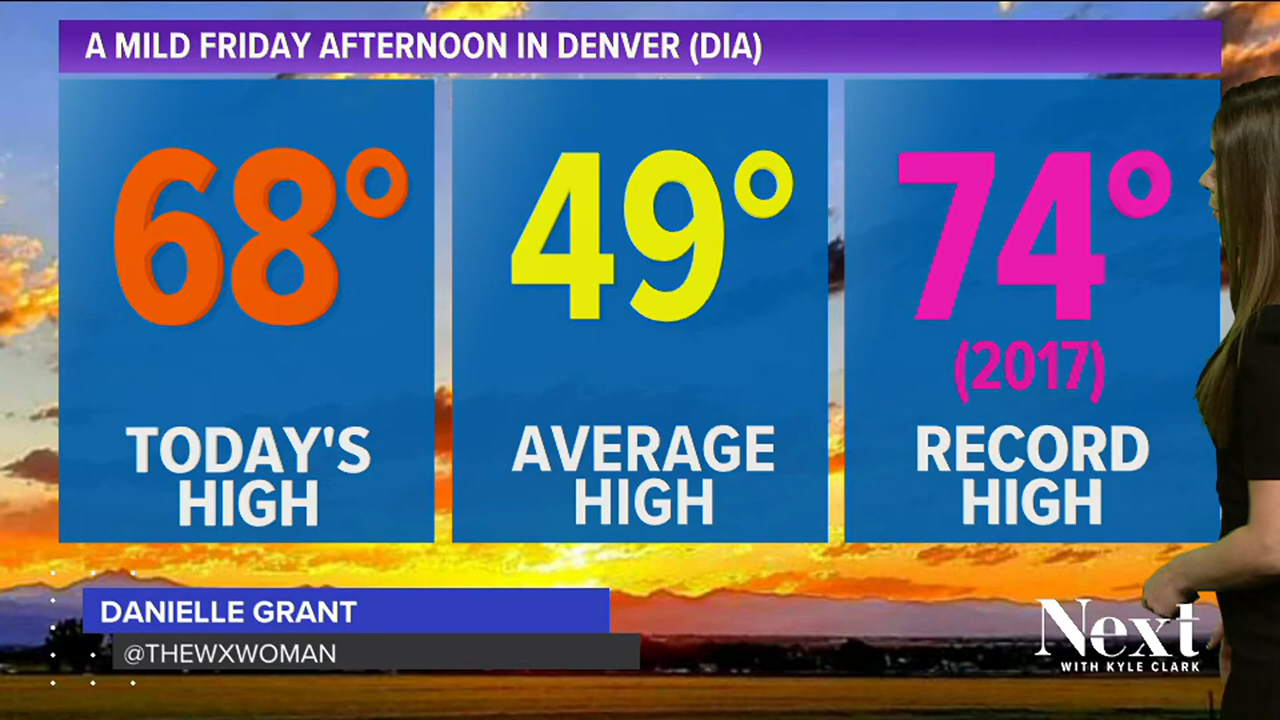 A MILD FRIDAY AFTERNOON IN DENVER (DIA)
68°
TODAY'S
HIGH
49°
AVERAGE
HIGH
74°
(2017)
RECORD
HIGH
DANIELLE GRANT
@THEWXWOMAN
Next
WITH KYLE CLARK